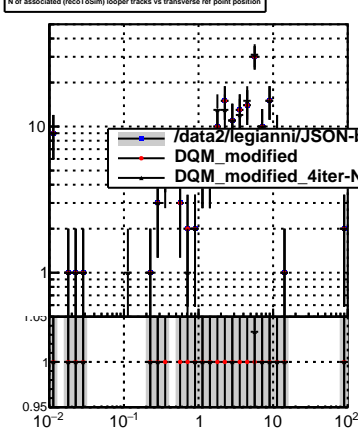 N of associated (recoToSim) looper tracks vs transverse ref point position
10
/data2/legianni/JSON-b
DQM_modified
DQM_modified_4iter-N
1
1.05
1
0.95
10⁻² 10⁻¹ 1 10 10²